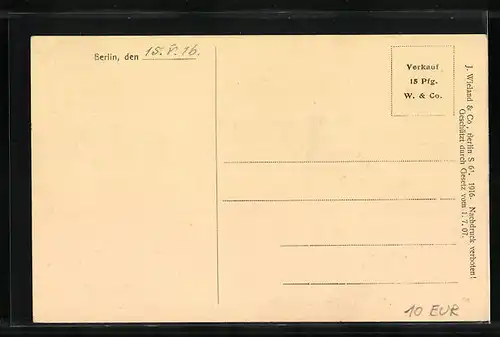 Berlin, den 15.V.16.
Verkauf
15 Pfg.
W. & Co.
J. Wieland & Co., Berlin S 61. 1916. Nachdruck verboten!
Geschützt durch Gesetz vom 1. 7. 07.
10 EUR